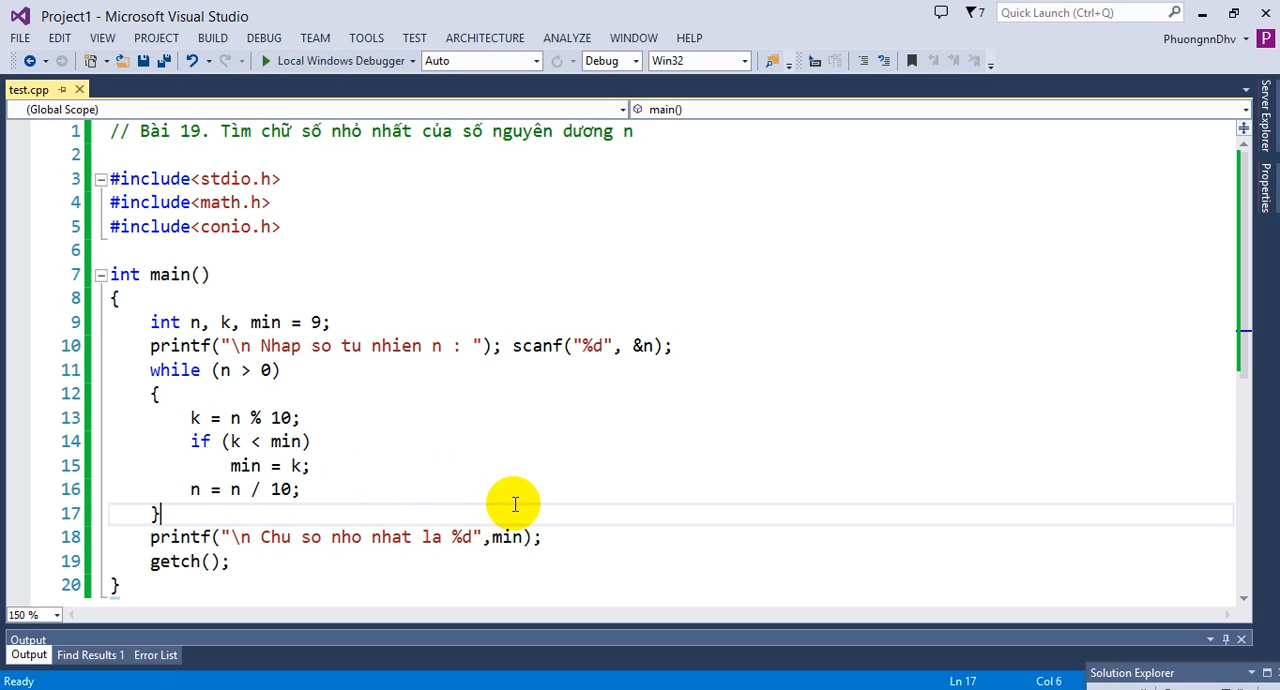 Project1 - Microsoft Visual Studio
7
Quick Launch (Ctrl+Q)
FILE EDIT VIEW PROJECT BUILD DEBUG TEAM TOOLS TEST ARCHITECTURE ANALYZE WINDOW HELP
PhuongnnDhv
P
Local Windows Debugger Auto Debug Win32
test.cpp
(Global Scope) main()
1 // Bài 19. Tìm chữ số nhỏ nhất của số nguyên dương n
2
3 #include<stdio.h>
4 #include<math.h>
5 #include<conio.h>
6
7 int main()
8 {
9 int n, k, min = 9;
10 printf("\n Nhap so tu nhien n : "); scanf("%d", &n);
11 while (n > 0)
12 {
13 k = n % 10;
14 if (k < min)
15 min = k;
16 n = n / 10;
17 }
18 printf("\n Chu so nho nhat la %d",min);
19 getch();
20 }
150 %
Output
Output Find Results 1 Error List
Ready Ln 17 Col 6
Solution Explorer
Server Explorer
Properties